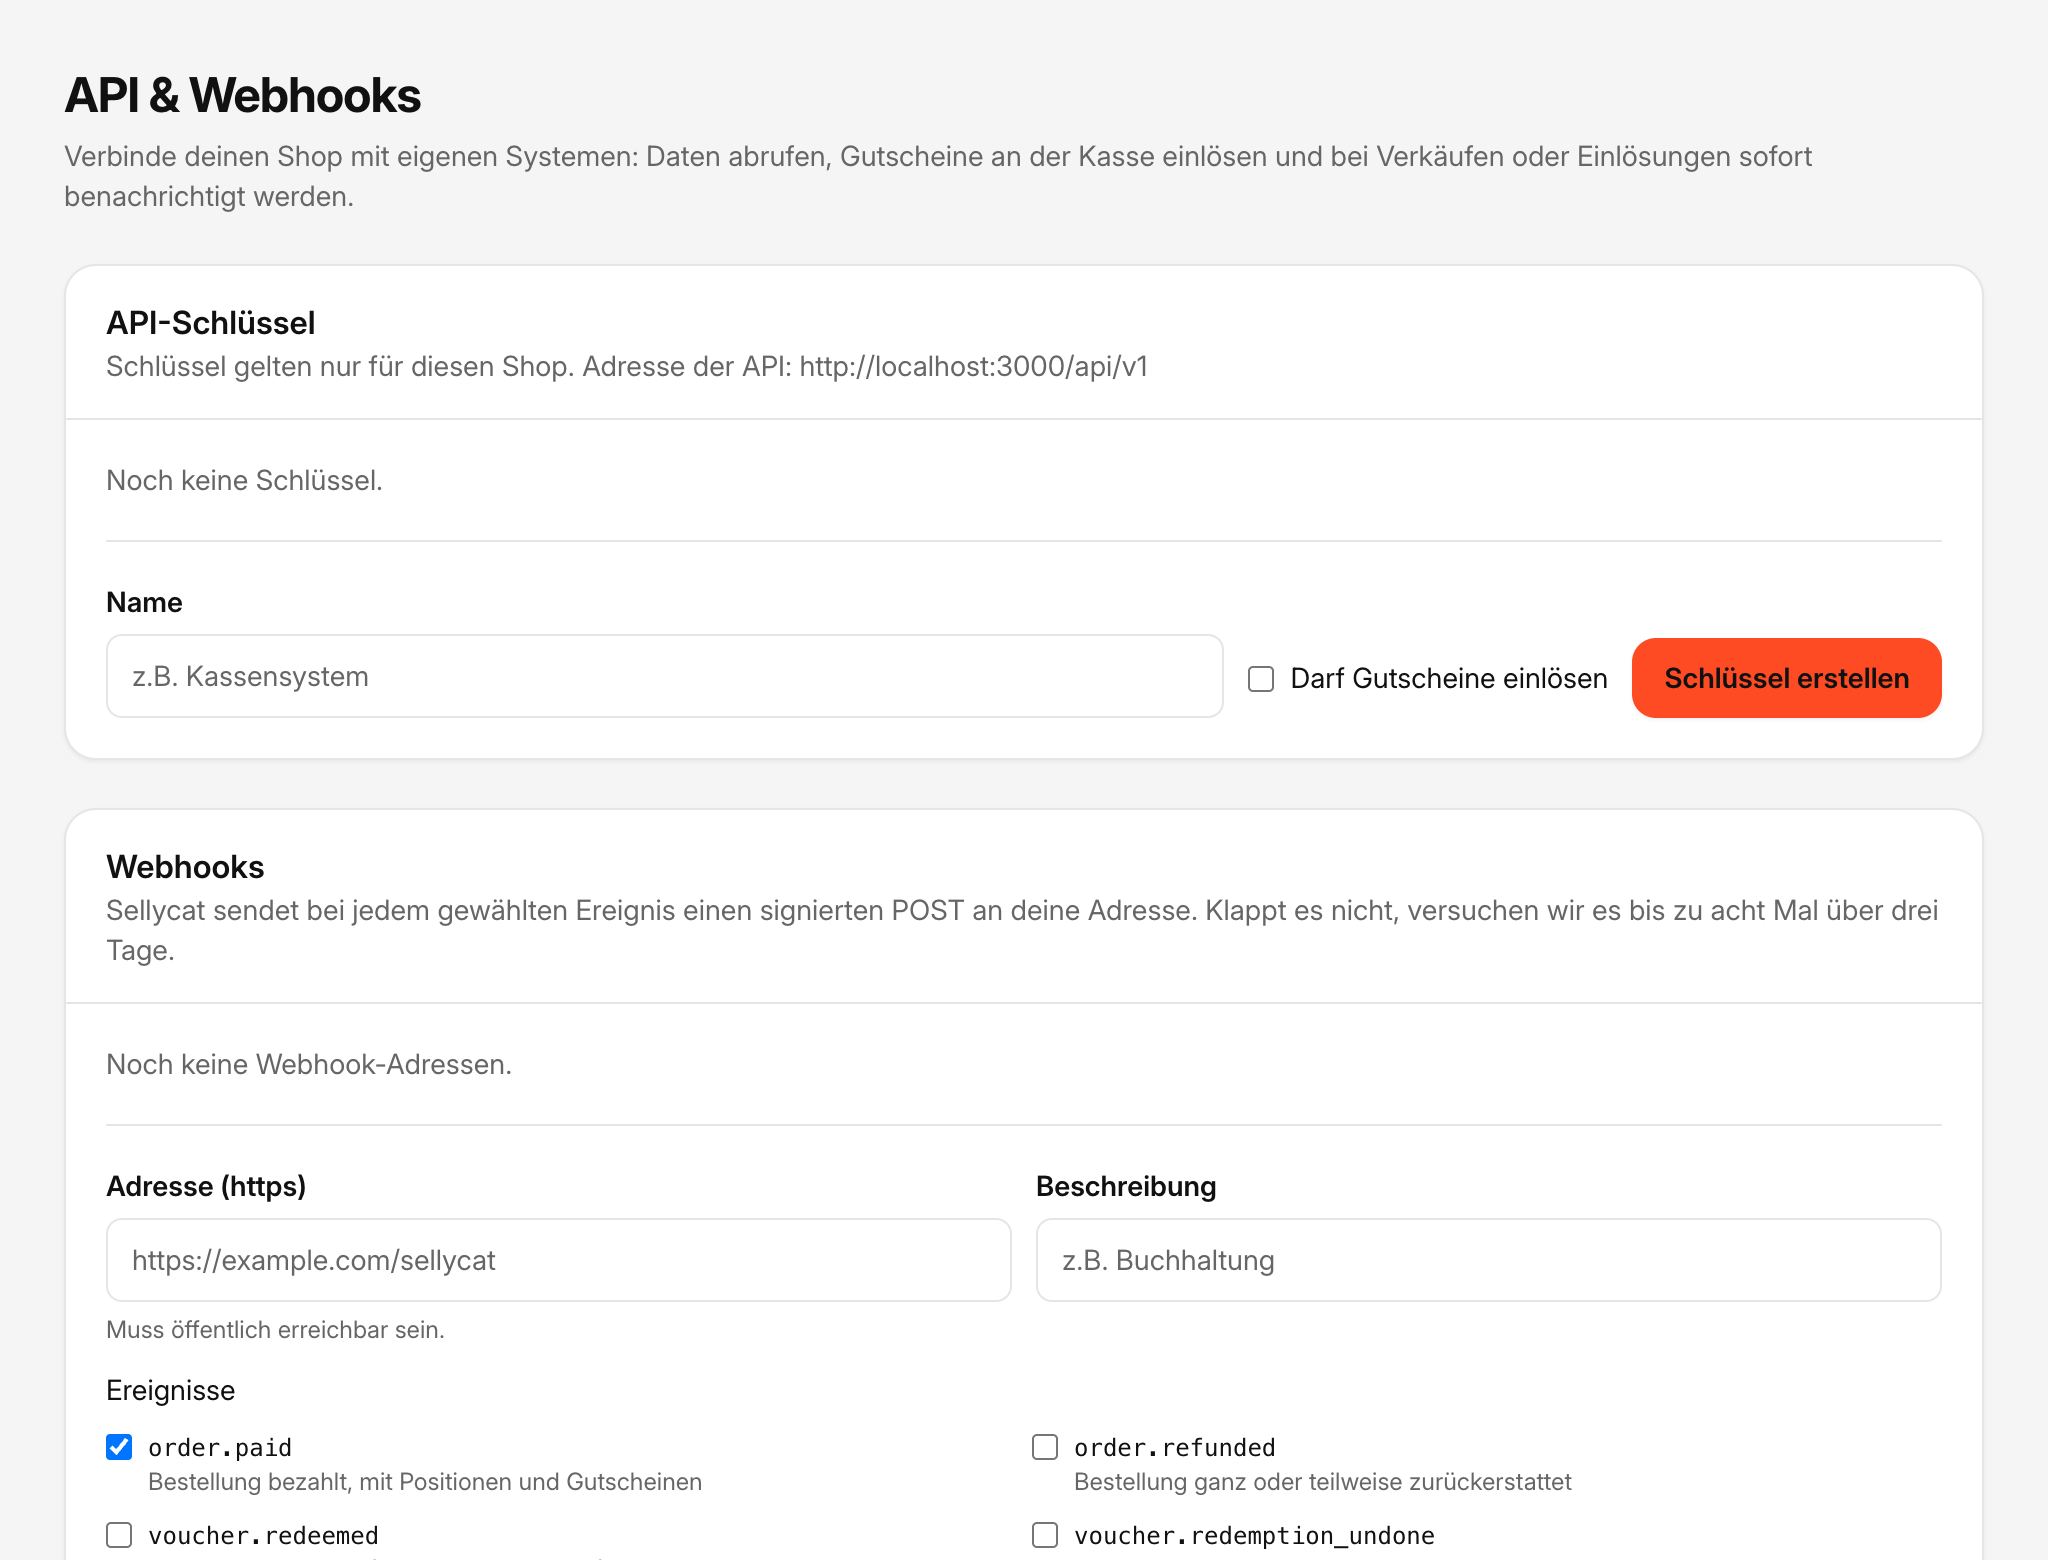 API & Webhooks
Verbinde deinen Shop mit eigenen Systemen: Daten abrufen, Gutscheine an der Kasse einlösen und bei Verkäufen oder Einlösungen sofort
benachrichtigt werden.
API-Schlüssel
Schlüssel gelten nur für diesen Shop. Adresse der API: http://localhost:3000/api/v1
Noch keine Schlüssel.
Name
z.B. Kassensystem
Darf Gutscheine einlösen
Schlüssel erstellen
Webhooks
Sellycat sendet bei jedem gewählten Ereignis einen signierten POST an deine Adresse. Klappt es nicht, versuchen wir es bis zu acht Mal über drei
Tage.
Noch keine Webhook-Adressen.
Adresse (https)
Beschreibung
https://example.com/sellycat
z.B. Buchhaltung
Muss öffentlich erreichbar sein.
Ereignisse
order.paid
order.refunded
Bestellung bezahlt, mit Positionen und Gutscheinen
Bestellung ganz oder teilweise zurückerstattet
voucher.redeemed
voucher.redemption_undone